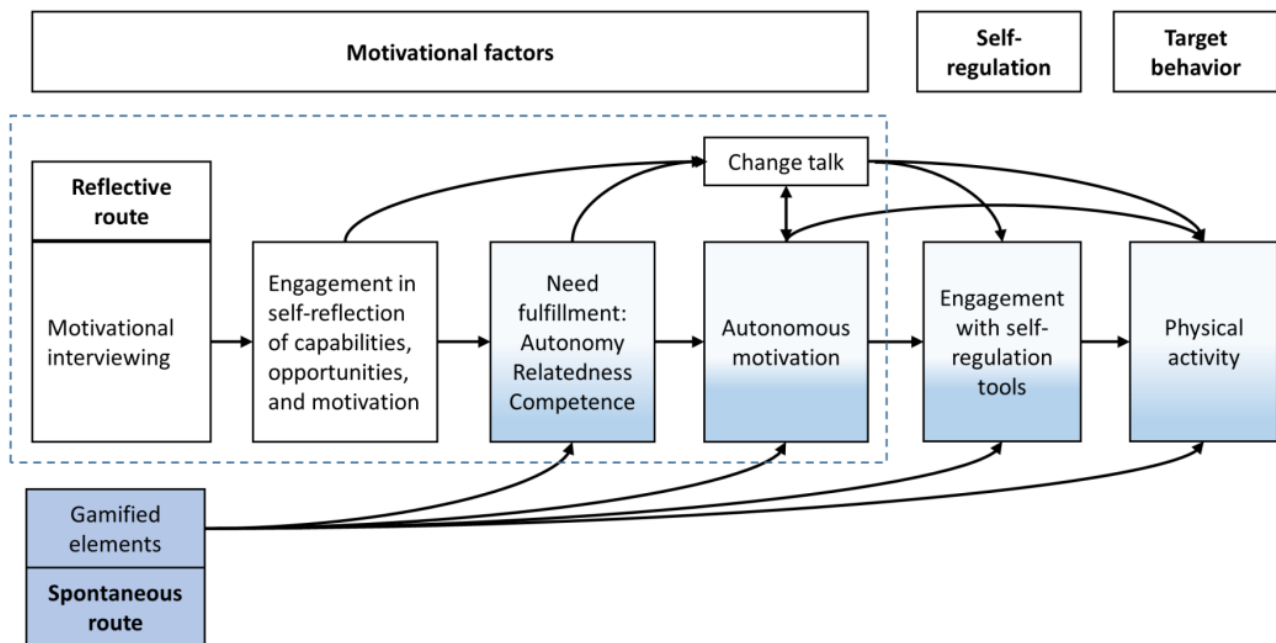 Motivational factors
Self-
regulation
Target
behavior
Change talk
Reflective
route
Motivational
interviewing
Engagement in
self-reflection
of capabilities,
opportunities,
and motivation
Need
fulfillment:
Autonomy
Relatedness
Competence
Autonomous
motivation
Engagement
with self-
regulation
tools
Physical
activity
Gamified
elements
Spontaneous
route